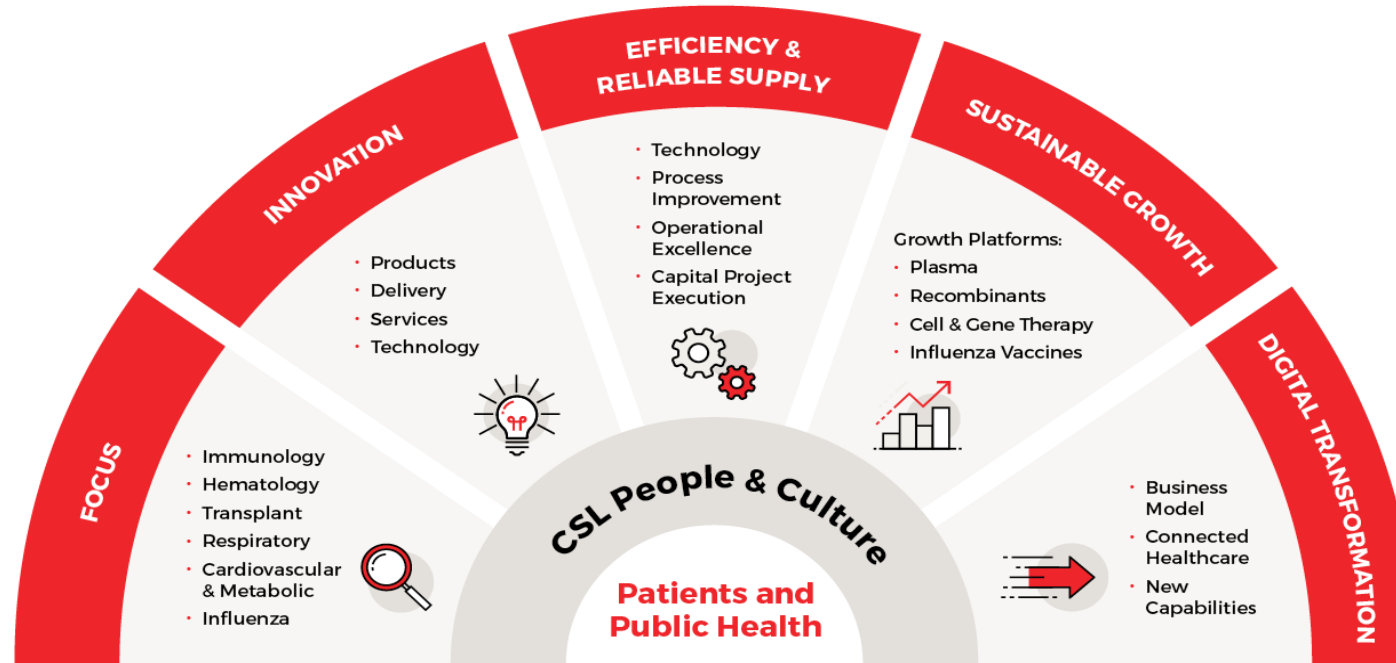 FOCUS
• Immunology
• Hematology
• Transplant
• Respiratory
• Cardiovascular
& Metabolic
• Influenza
INNOVATION
• Products
• Delivery
• Services
• Technology
EFFICIENCY &
RELIABLE SUPPLY
• Technology
• Process
Improvement
• Operational
Excellence
• Capital Project
Execution
SUSTAINABLE GROWTH
Growth Platforms:
• Plasma
• Recombinants
• Cell & Gene Therapy
• Influenza Vaccines
DIGITAL TRANSFORMATION
• Business
Model
• Connected
Healthcare
• New
Capabilities
CSL People & Culture
Patients and
Public Health